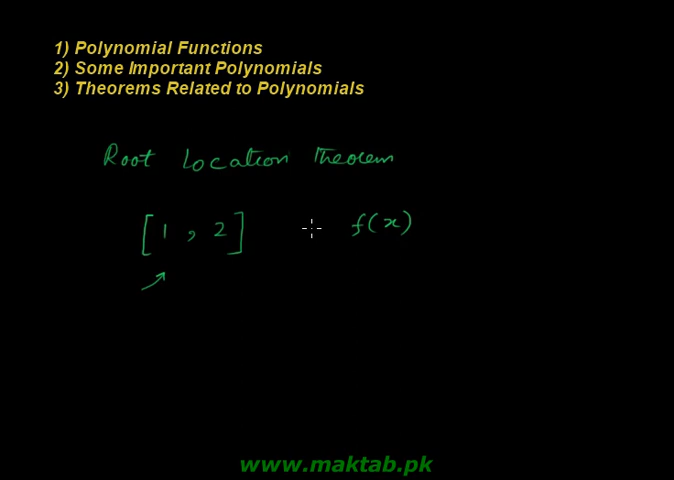 1) Polynomial Functions
2) Some Important Polynomials
3) Theorems Related to Polynomials
Root Location Theorem
[1, 2] f(x)
www.maktab.pk